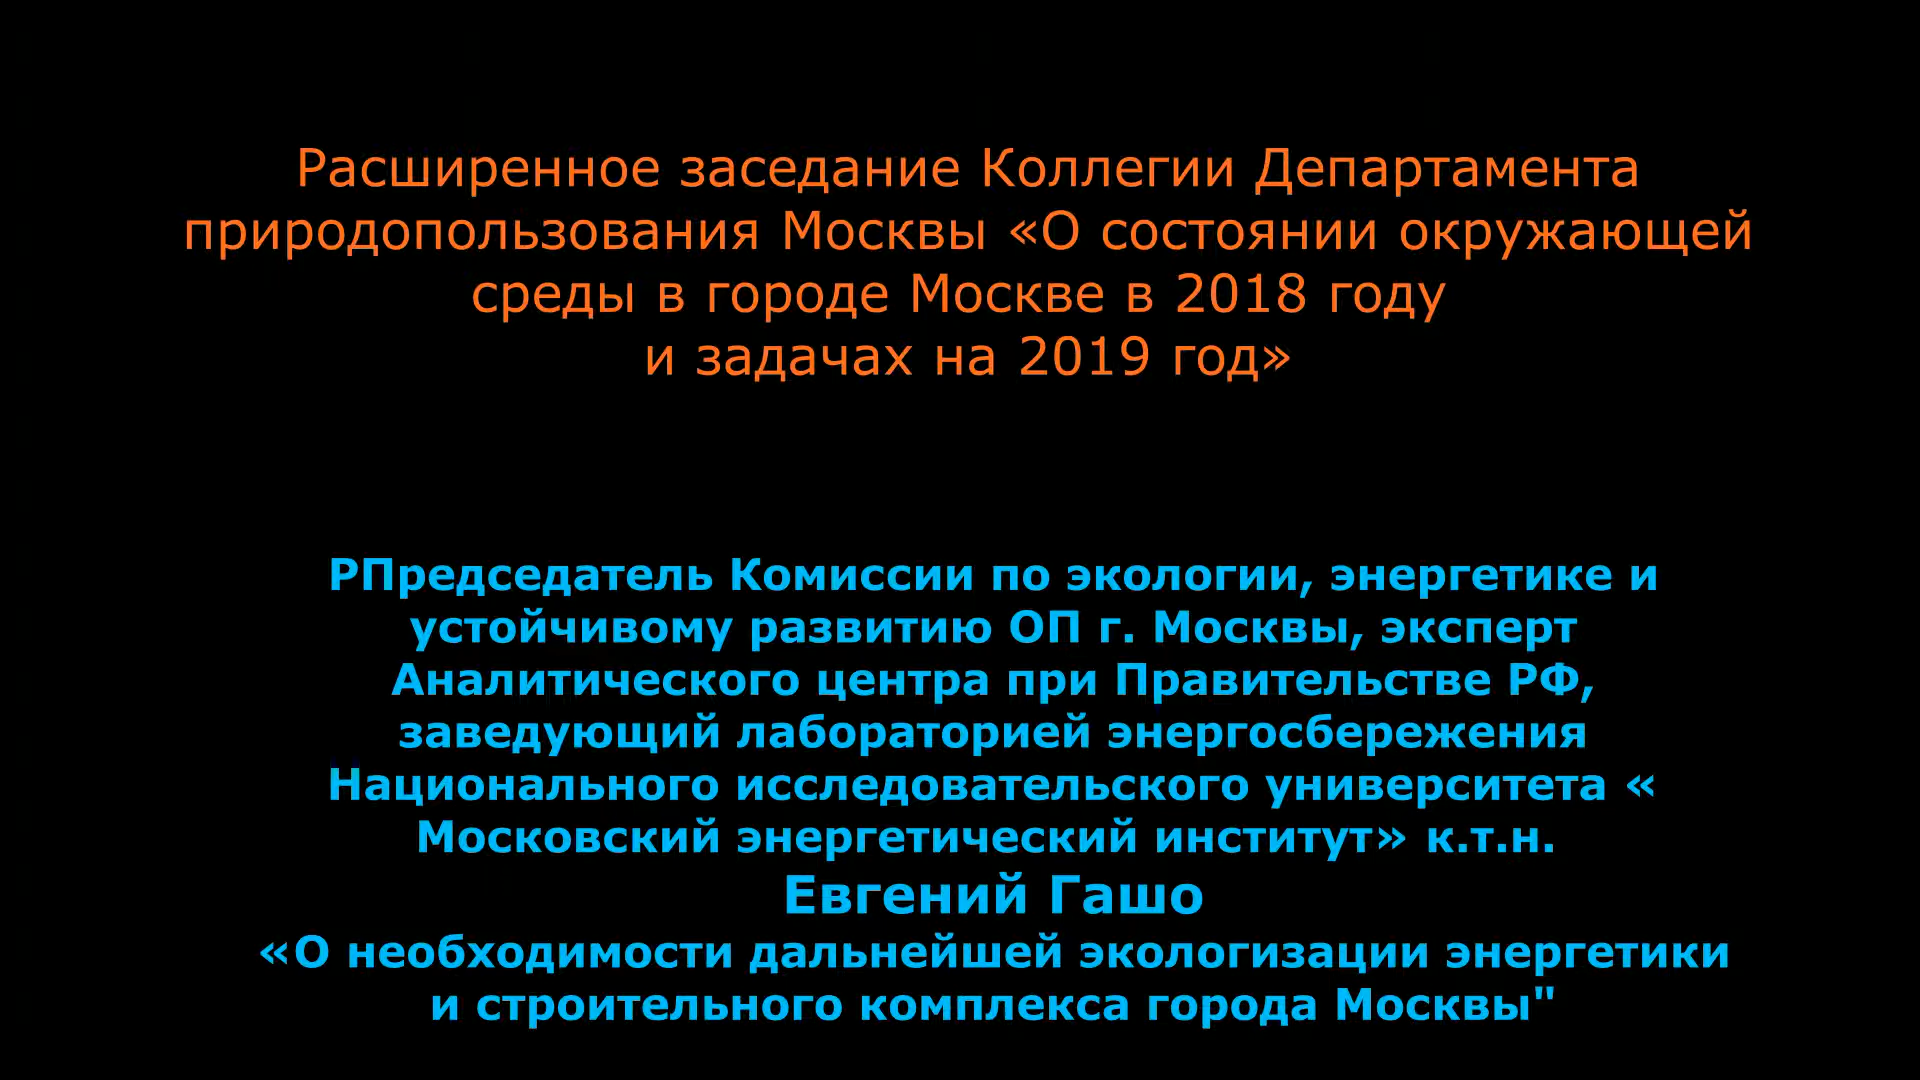 Расширенное заседание Коллегии Департамента
природопользования Москвы «О состоянии окружающей
среды в городе Москве в 2018 году
и задачах на 2019 год»
РПредседатель Комиссии по экологии, энергетике и
устойчивому развитию ОП г. Москвы, эксперт
Аналитического центра при Правительстве РФ,
заведующий лабораторией энергосбережения
Национального исследовательского университета «
Московский энергетический институт» к.т.н.
Евгений Гашо
«О необходимости дальнейшей экологизации энергетики
и строительного комплекса города Москвы"